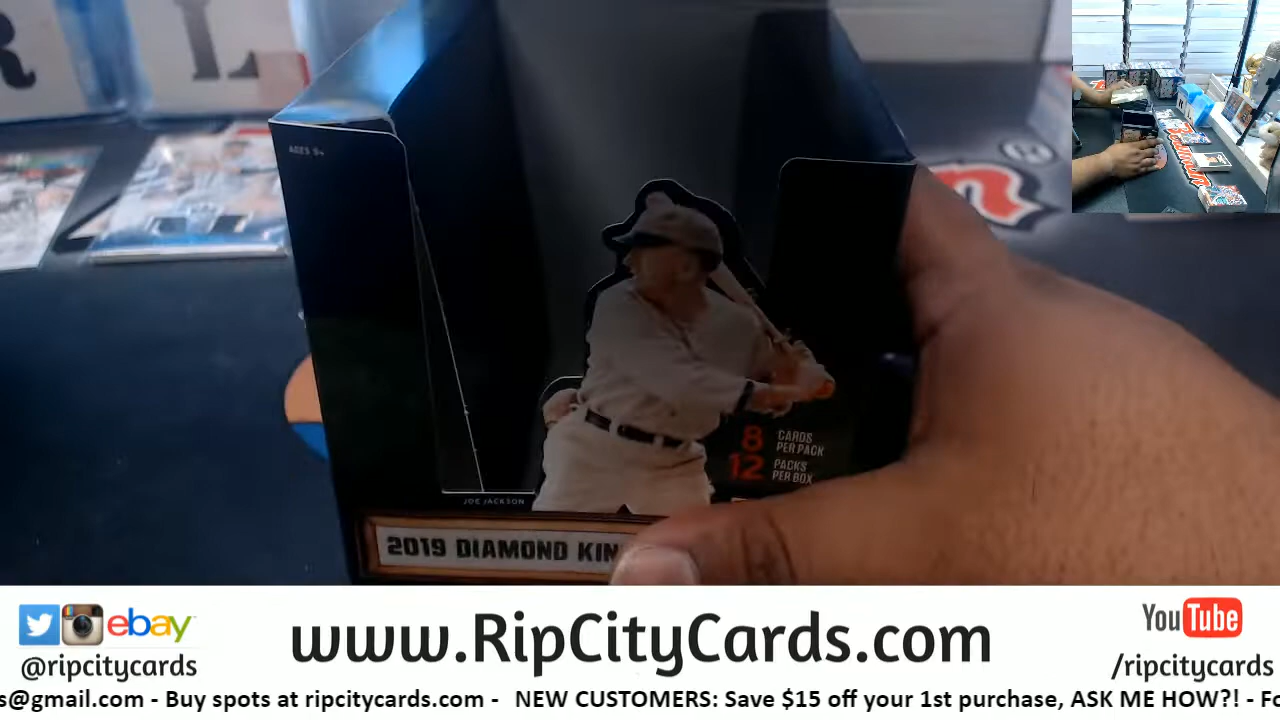 AGES 9+
8 CARDS PER PACK
12 PACKS PER BOX
JOE JACKSON
2019 DIAMOND KIN
ebay
@ripcitycards
www.RipCityCards.com
YouTube
/ripcitycards
s@gmail.com - Buy spots at ripcitycards.com - NEW CUSTOMERS: Save $15 off your 1st purchase, ASK ME HOW?! - Fo